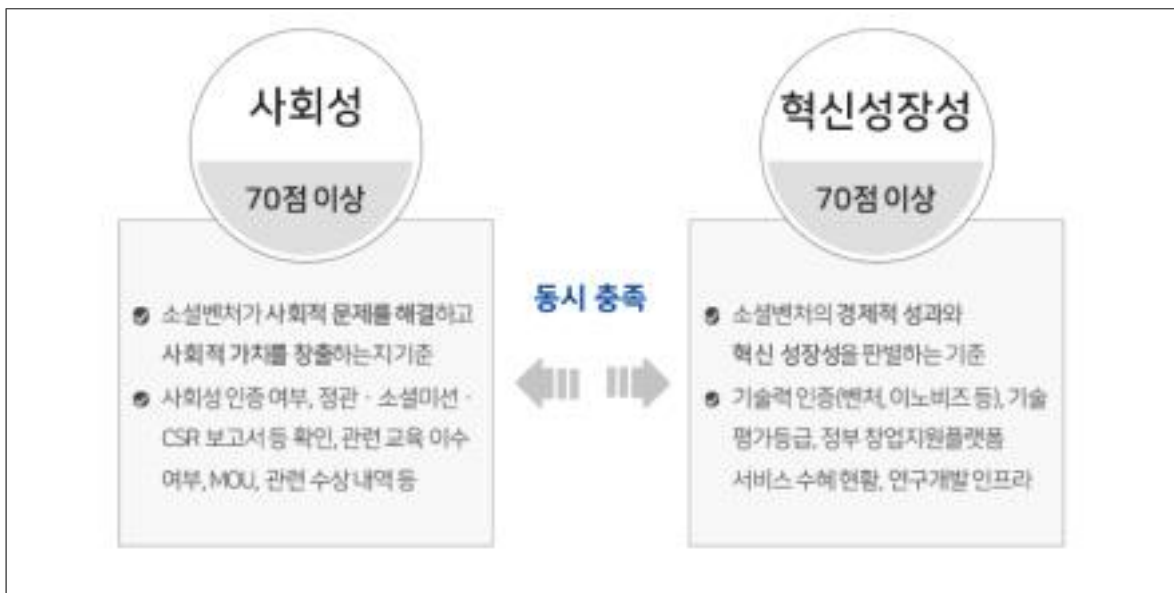 사회성
70점 이상
소셜벤처가 사회적 문제를 해결하고
사회적 가치를 창출하는지기준
사회성 인증 여부, 정관 · 소셜미션 ·
CSR 보고서 등 확인, 관련 교육 이수
여부, MOU, 관련 수상 내역 등
동시 충족
혁신성장성
70점 이상
소셜벤처의 경제적 성과와
혁신 성장성을 판별하는 기준
기술력 인증(벤처, 이노비즈 등), 기술
평가등급, 정부 창업지원플랫폼
서비스 수혜 현황, 연구개발 인프라